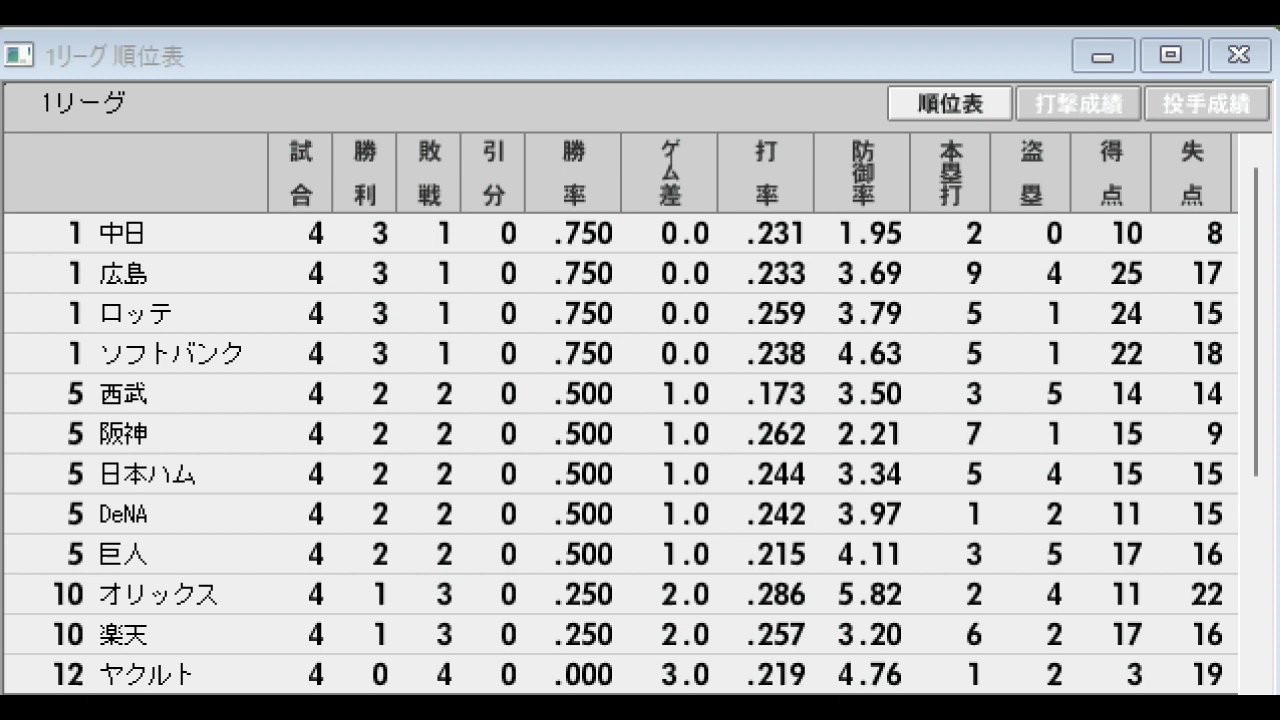 1リーグ 順位表
1リーグ 順位表 打撃成績 投手成績
試合 勝利 敗戦 引分 勝率 ゲーム差 打率 防御率 本塁打 盗塁 得点 失点
1 中日 4 3 1 0 .750 0.0 .231 1.95 2 0 10 8
1 広島 4 3 1 0 .750 0.0 .233 3.69 9 4 25 17
1 ロッテ 4 3 1 0 .750 0.0 .259 3.79 5 1 24 15
1 ソフトバンク 4 3 1 0 .750 0.0 .238 4.63 5 1 22 18
5 西武 4 2 2 0 .500 1.0 .173 3.50 3 5 14 14
5 阪神 4 2 2 0 .500 1.0 .262 2.21 7 1 15 9
5 日本ハム 4 2 2 0 .500 1.0 .244 3.34 5 4 15 15
5 DeNA 4 2 2 0 .500 1.0 .242 3.97 1 2 11 15
5 巨人 4 2 2 0 .500 1.0 .215 4.11 3 5 17 16
10 オリックス 4 1 3 0 .250 2.0 .286 5.82 2 4 11 22
10 楽天 4 1 3 0 .250 2.0 .257 3.20 6 2 17 16
12 ヤクルト 4 0 4 0 .000 3.0 .219 4.76 1 2 3 19